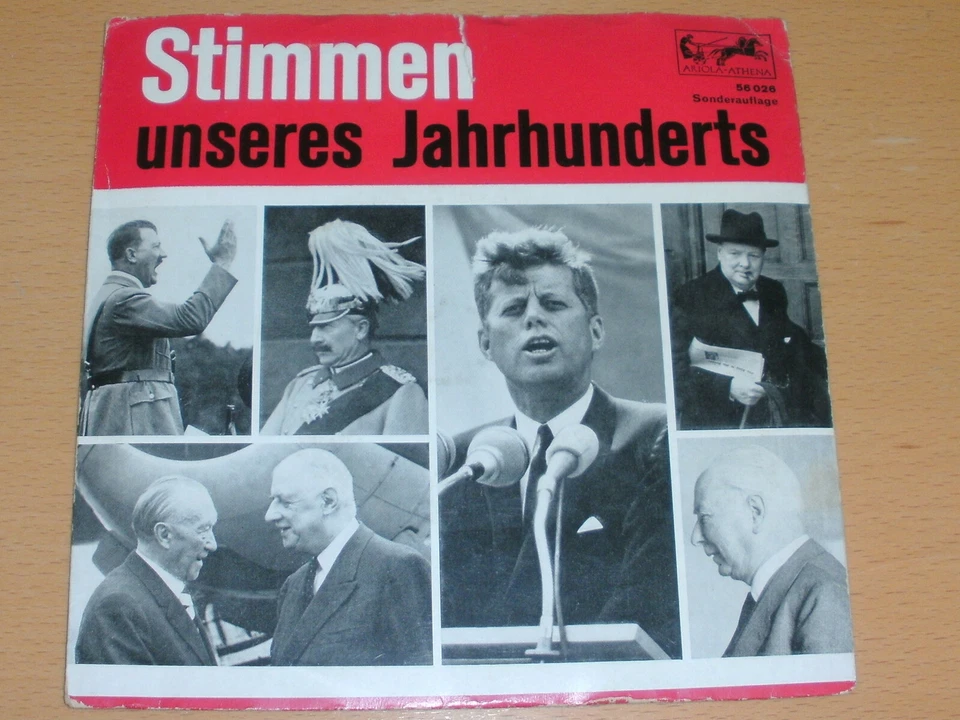 Stimmen
unseres Jahrhunderts
ARIOLA-ATHENA
56 026
Sonderauflage